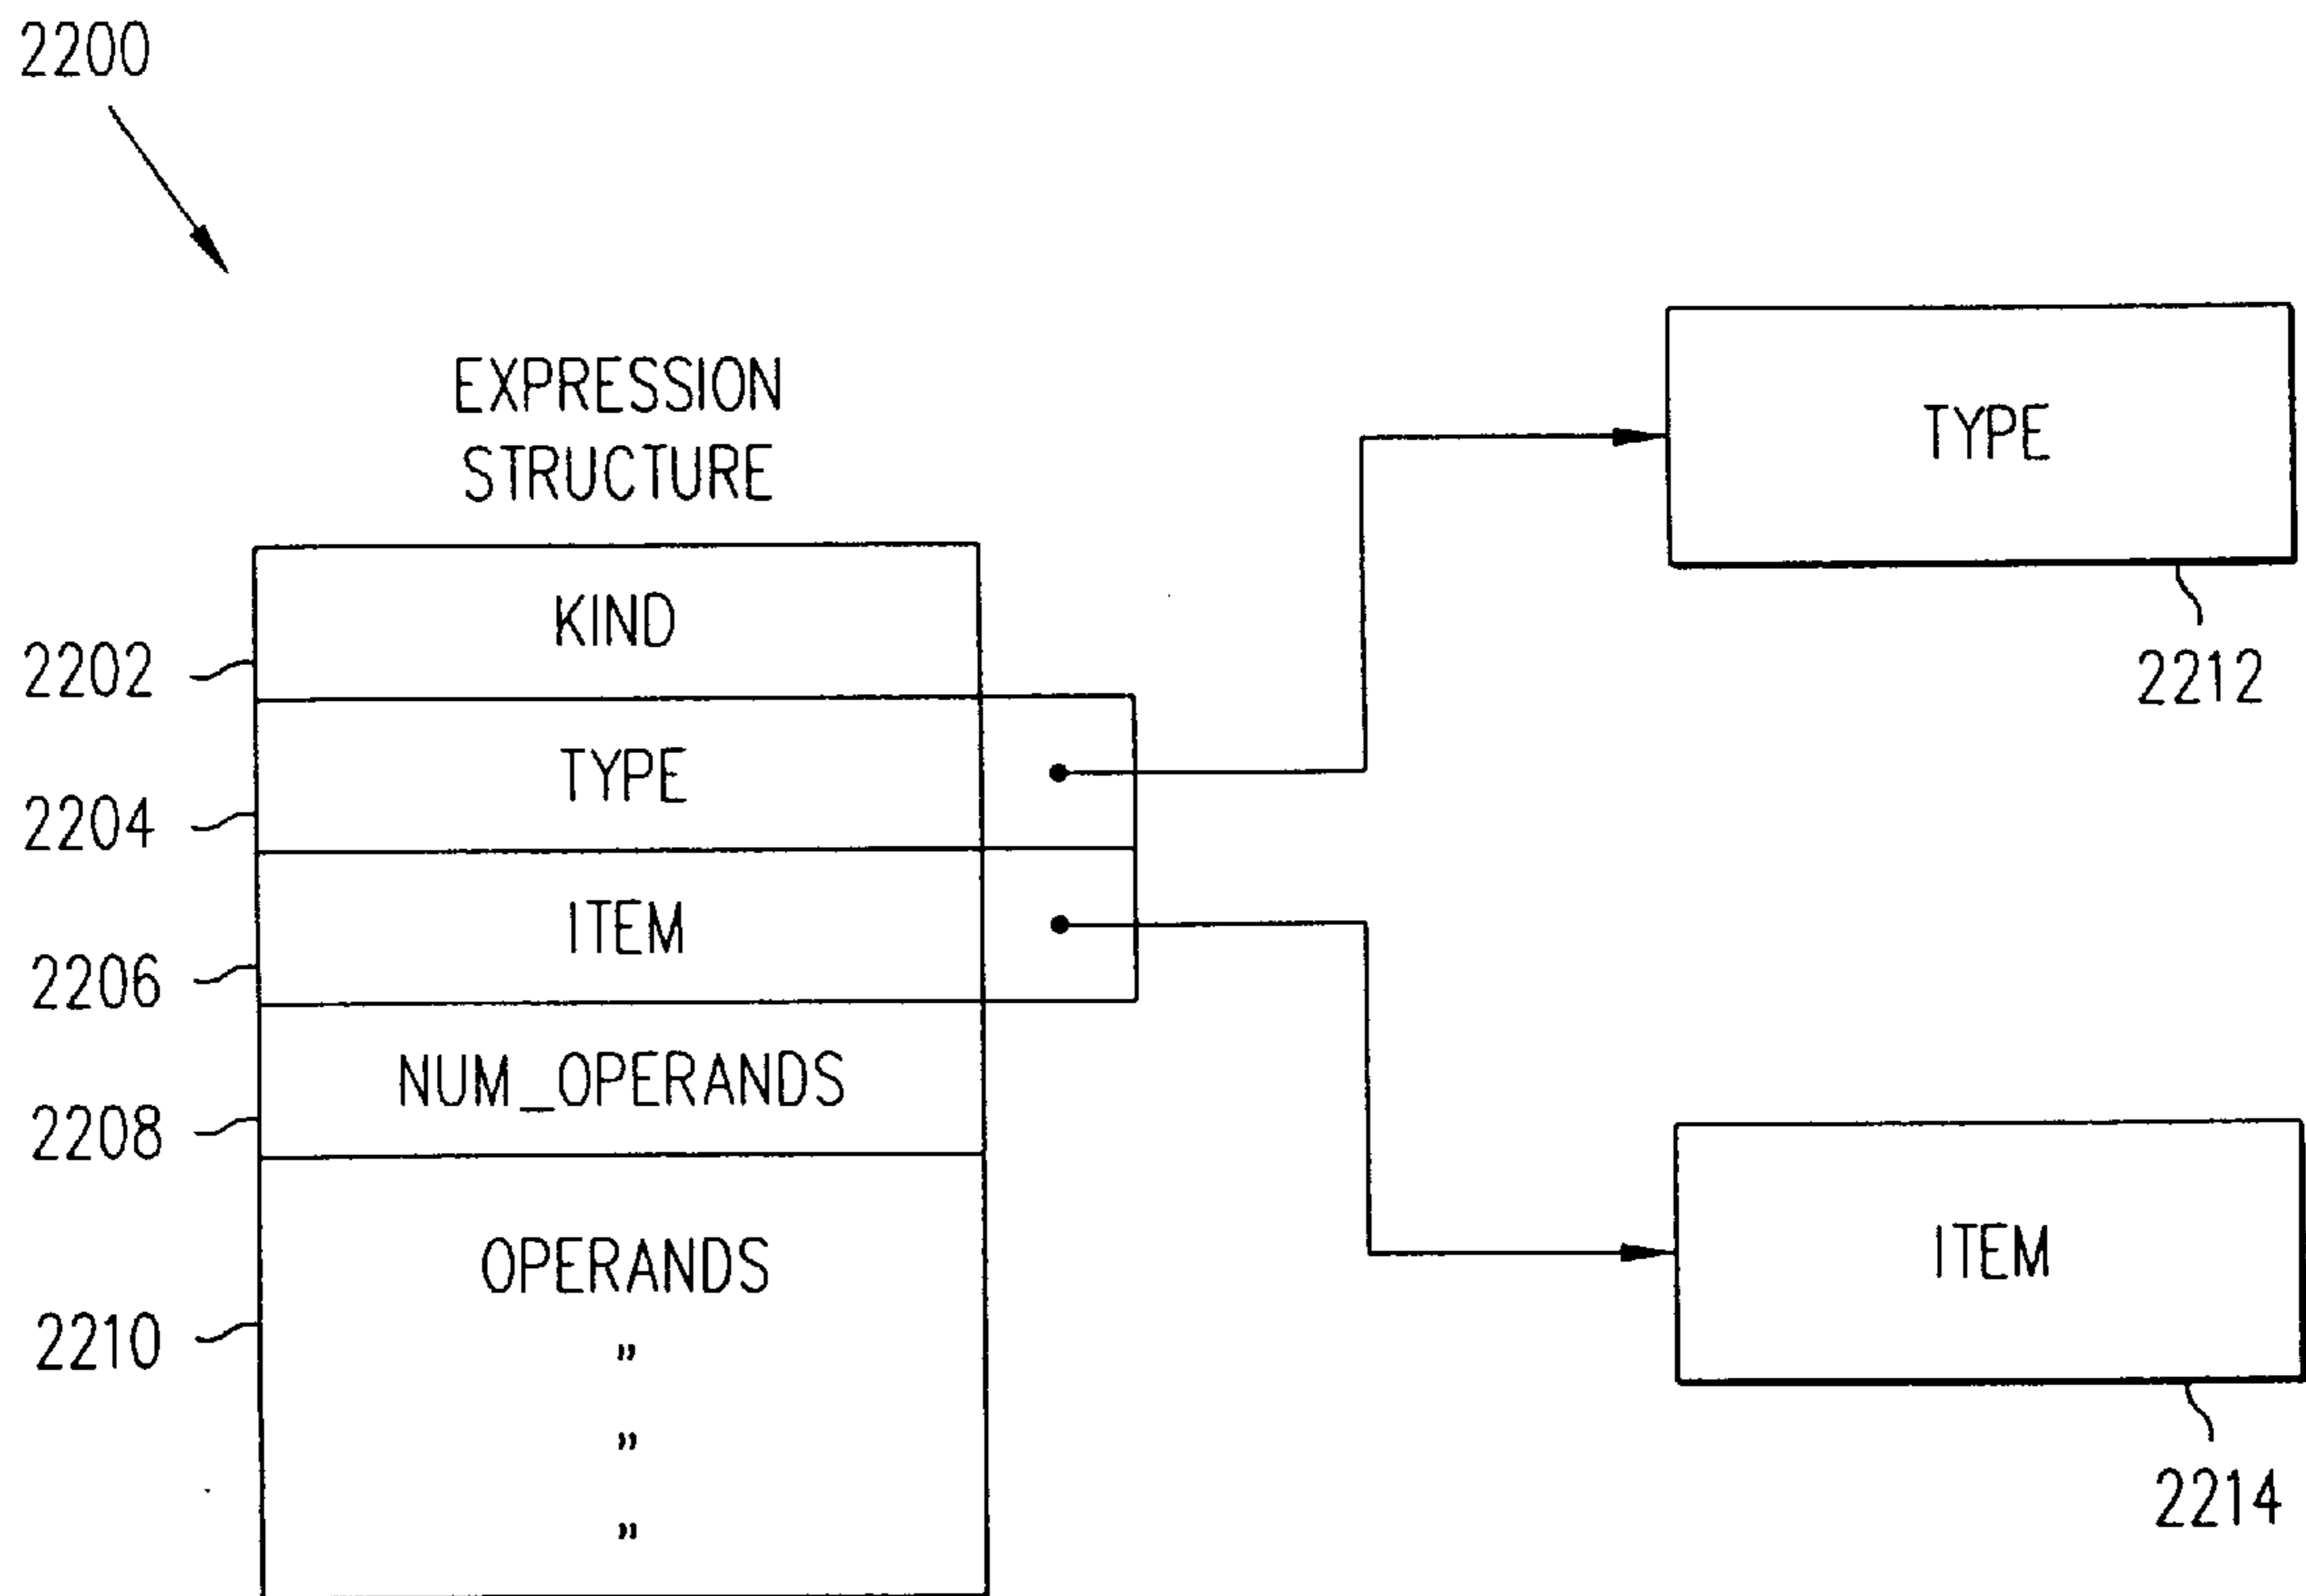 2200
EXPRESSION
STRUCTURE
KIND
2202
TYPE
2204
ITEM
2206
NUM_OPERANDS
2208
OPERANDS
2210
"
"
"
TYPE
2212
ITEM
2214